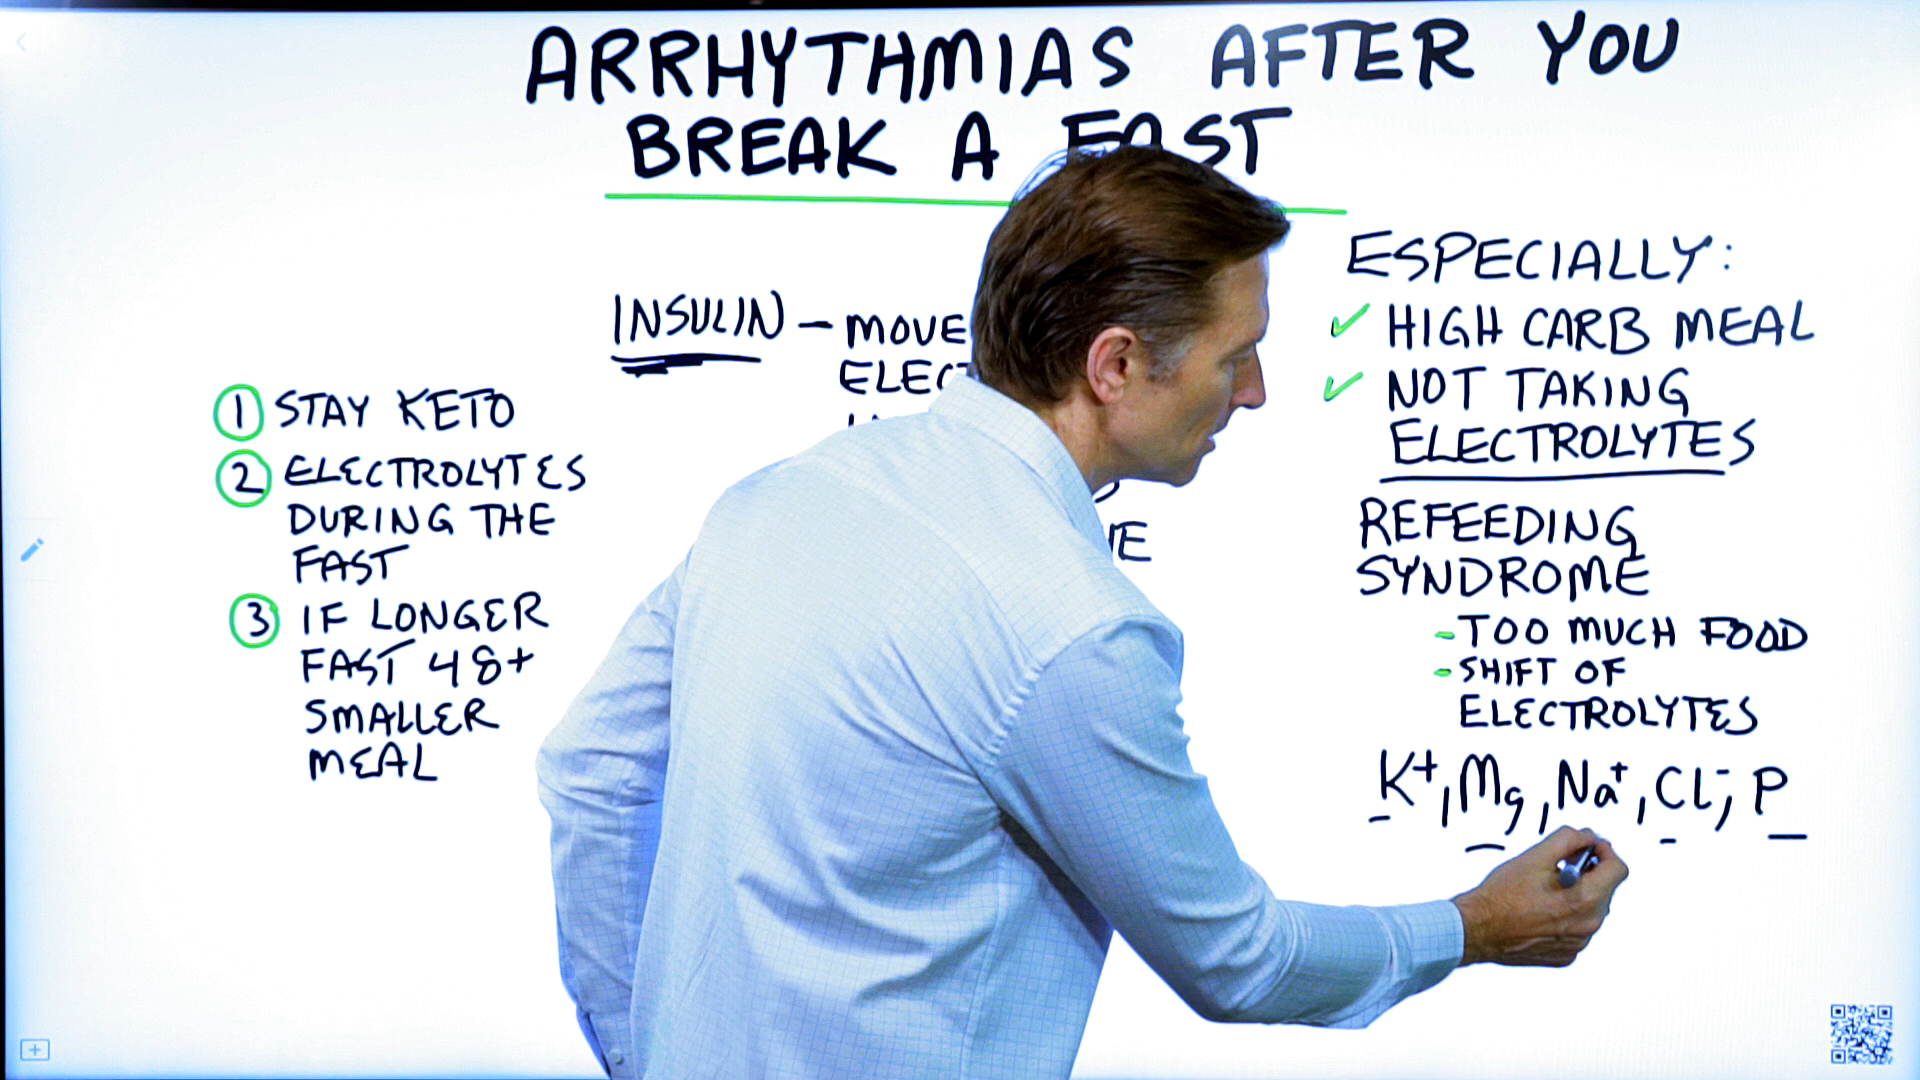 ARRHYTHMIAS AFTER YOU
BREAK A FAST
INSULIN – MOVE
① STAY KETO
② ELECTROLYTES
DURING THE
FAST
③ IF LONGER
FAST 48+
SMALLER
MEAL
ESPECIALLY:
✓ HIGH CARB MEAL
✓ NOT TAKING
ELECTROLYTES
REFEEDING
SYNDROME
- TOO MUCH FOOD
- SHIFT OF
ELECTROLYTES
K+, Mg, Na+, Cl-, P